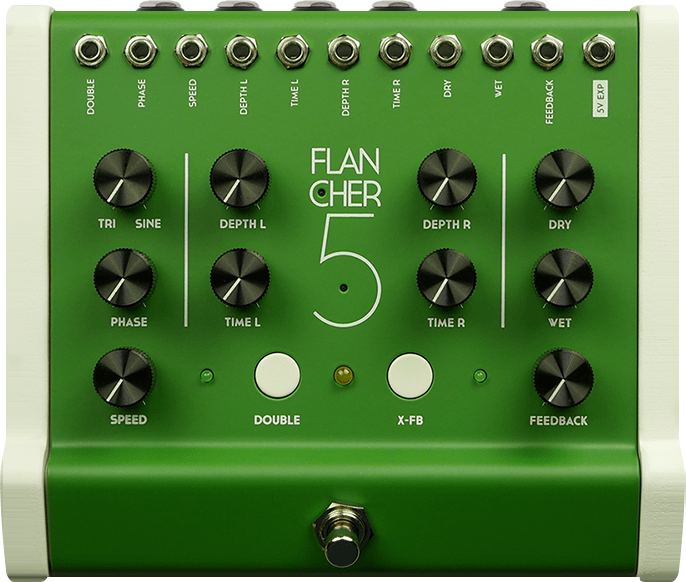 DOUBLE
PHASE
SPEED
DEPTH L
TIME L
DEPTH R
TIME R
DRY
WET
FEEDBACK
5V EXP
FLAN
CHER
5
TRI SINE
DEPTH L
DEPTH R
DRY
PHASE
TIME L
TIME R
WET
SPEED
DOUBLE
X-FB
FEEDBACK